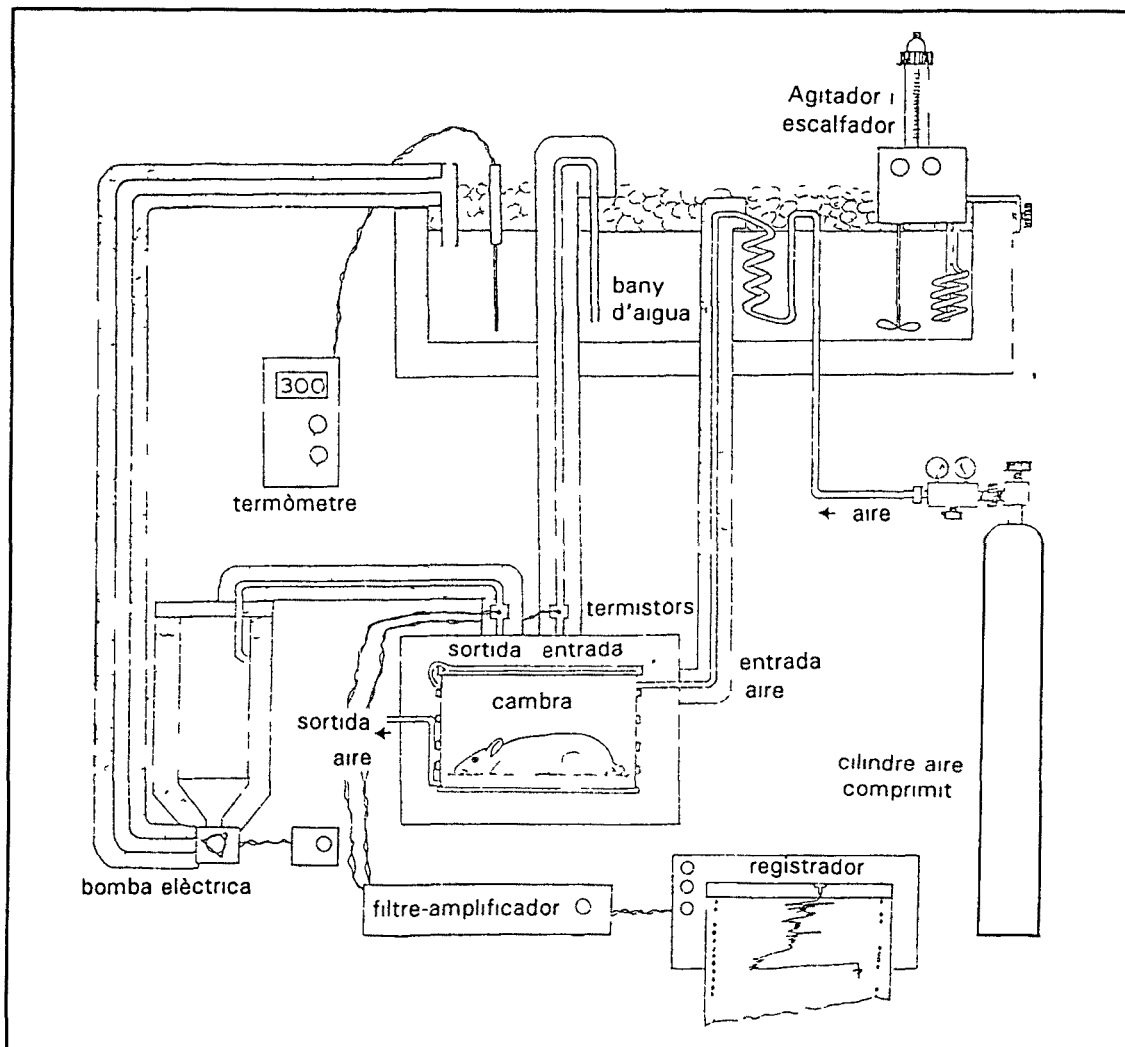 Agitador i
escalfador
bany
d'aigua
300
termòmetre
aire
termistors
sortida
entrada
entrada
aire
cambra
sortida
aire
cilindre aire
comprimit
bomba elèctrica
filtre-amplificador
registrador